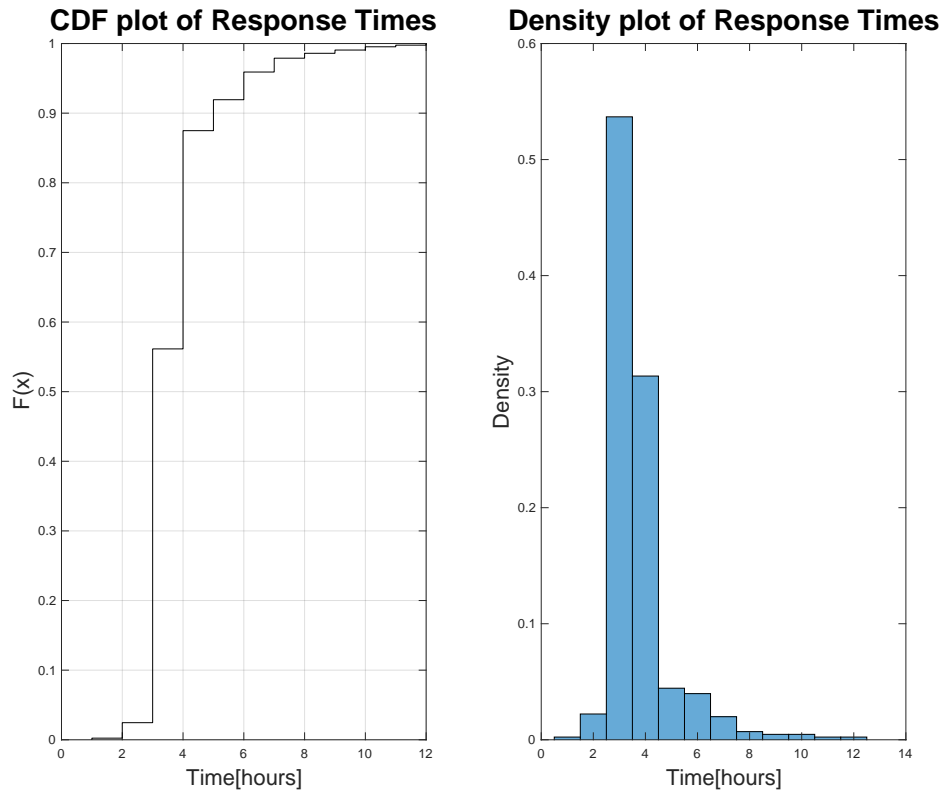 CDF plot of Response Times
1
0.9
0.8
0.7
0.6
0.5
0.4
0.3
0.2
0.1
0
F(x)
0 2 4 6 8 10 12
Time[hours]
Density plot of Response Times
0.6
0.5
0.4
0.3
0.2
0.1
0
Density
0 2 4 6 8 10 12 14
Time[hours]